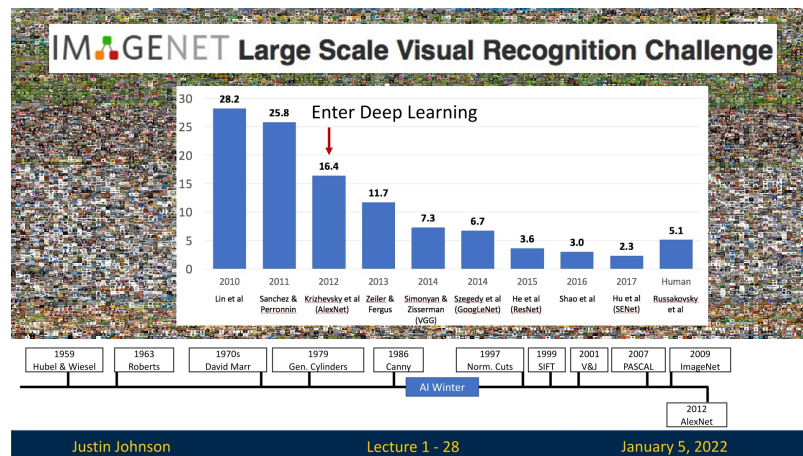 IMAGENET Large Scale Visual Recognition Challenge
Enter Deep Learning
30
25
20
15
10
5
0
28.2
25.8
16.4
11.7
7.3
6.7
3.6
3.0
2.3
5.1
2010
2011
2012
2013
2014
2014
2015
2016
2017
Human
Lin et al
Sanchez &
Perronnin
Krizhevsky et al
(AlexNet)
Zeiler &
Fergus
Simonyan &
Zisserman
(VGG)
Szegedy et al
(GoogLeNet)
He et al
(ResNet)
Shao et al
Hu et al
(SENet)
Russakovsky
et al
1959
Hubel & Wiesel
1963
Roberts
1970s
David Marr
1979
Gen. Cylinders
1986
Canny
1997
Norm. Cuts
1999
SIFT
2001
V&J
2007
PASCAL
2009
ImageNet
AI Winter
2012
AlexNet
Justin Johnson
Lecture 1 - 28
January 5, 2022